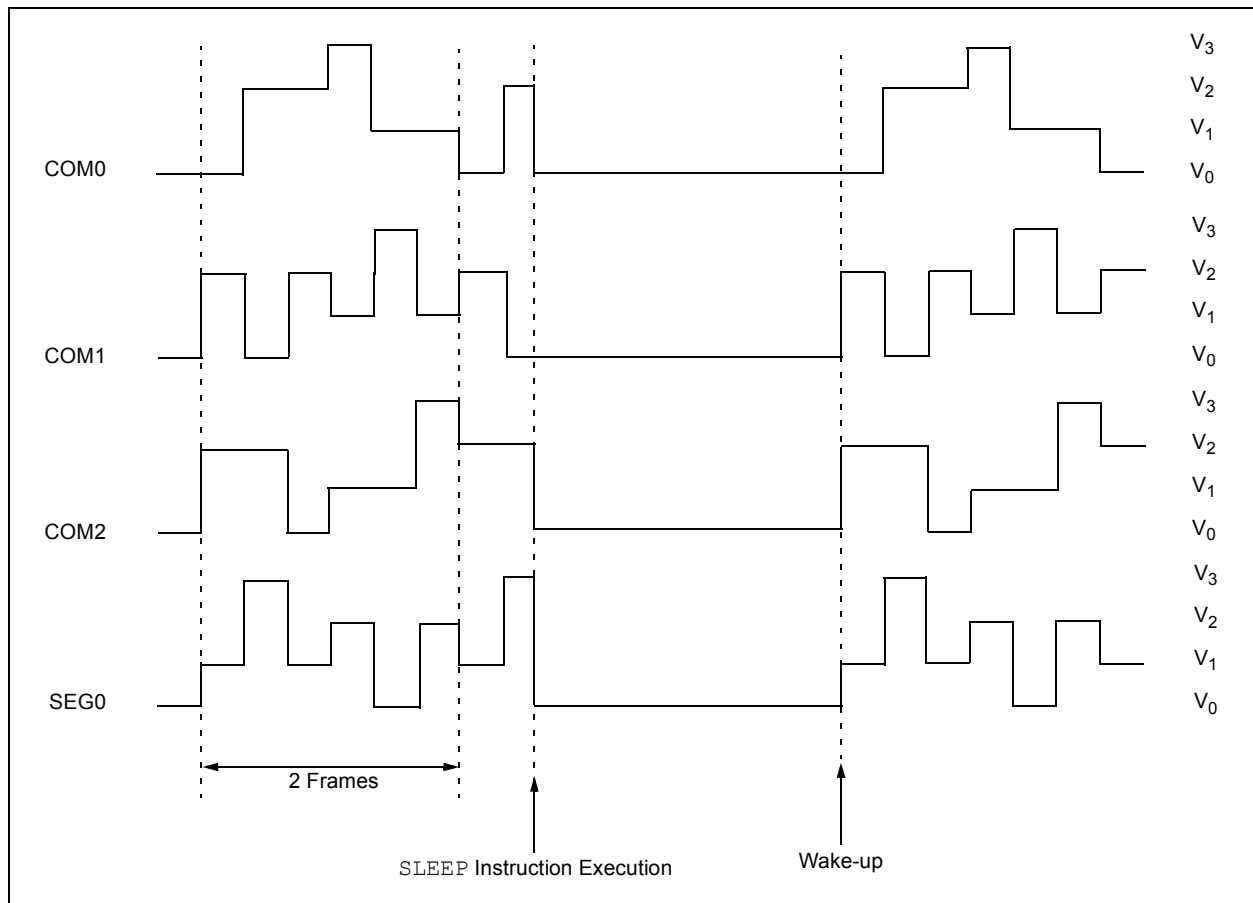 V3
V2
V1
COM0
V0
V3
V2
V1
COM1
V0
V3
V2
V1
COM2
V0
V3
V2
V1
SEG0
V0
2 Frames
SLEEP Instruction Execution
Wake-up